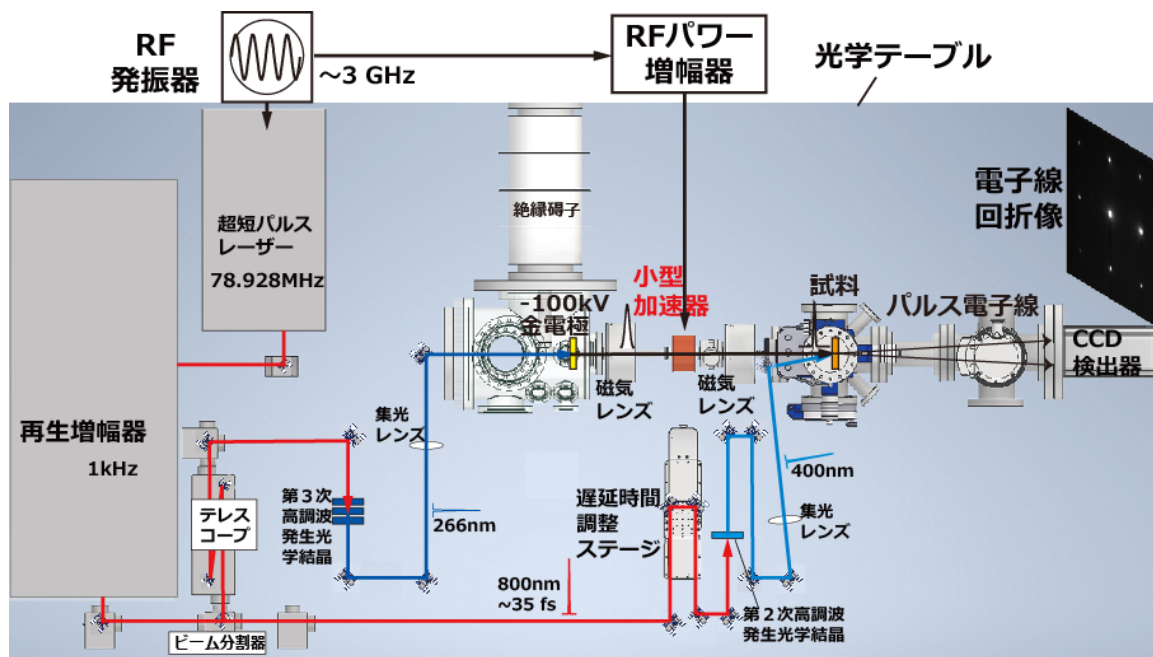 RF
発振器
～3 GHz
RFパワー
増幅器
光学テーブル
超短パルス
レーザー
78.928MHz
絶縁碍子
電子線
回折像
-100kV
金電極
小型
加速器
試料
パルス電子線
CCD
検出器
磁気
レンズ
磁気
レンズ
再生増幅器
1kHz
集光
レンズ
400nm
テレス
コープ
第３次
高調波
発生光
学結晶
266nm
遅延時間
調整
ステージ
集光
レンズ
800nm
~35 fs
第２次高調波
発生光学結晶
ビーム分割器